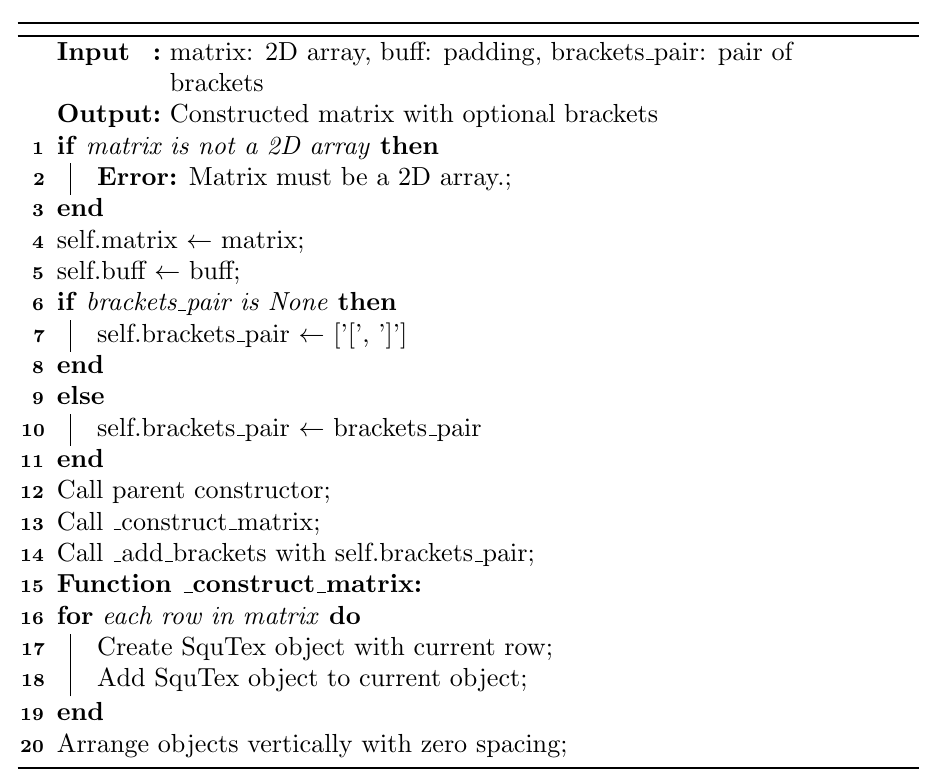 Input : matrix: 2D array, buff: padding, brackets_pair: pair of
brackets
Output: Constructed matrix with optional brackets
1 if matrix is not a 2D array then
2 Error: Matrix must be a 2D array.;
3 end
4 self.matrix ← matrix;
5 self.buff ← buff;
6 if brackets_pair is None then
7 self.brackets_pair ← ['[', ']']
8 end
9 else
10 self.brackets_pair ← brackets_pair
11 end
12 Call parent constructor;
13 Call _construct_matrix;
14 Call _add_brackets with self.brackets_pair;
15 Function _construct_matrix:
16 for each row in matrix do
17 Create SquTex object with current row;
18 Add SquTex object to current object;
19 end
20 Arrange objects vertically with zero spacing;